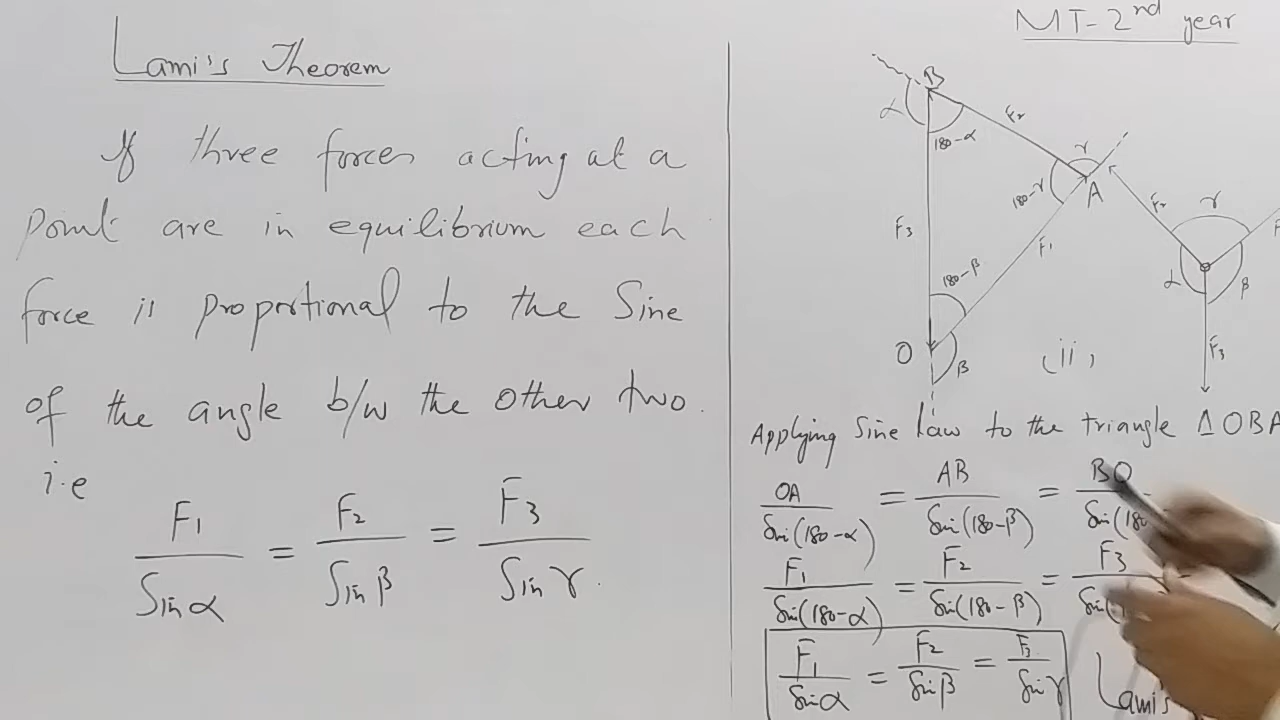 Lami's Theorem
If three forces acting at a
point are in equilibrium each
force is proportional to the Sine
of the angle b/w the other two.
i.e
F₁/Sin α = F₂/Sin β = F₃/Sin γ.
MT-2nd year
B
α
180-α
F₂
γ
A
180-γ
F₃
F₁
180-β
O
β
(ii)
F₂
γ
α
β
F₃
Applying Sine law to the triangle Δ OBA
OA/Sin(180-α) = AB/Sin(180-β) = BO/Sin(180
F₁/Sin(180-α) = F₂/Sin(180-β) = F₃/Sin(
F₁/Sin α = F₂/Sin β = F₃/Sin γ
Lami's